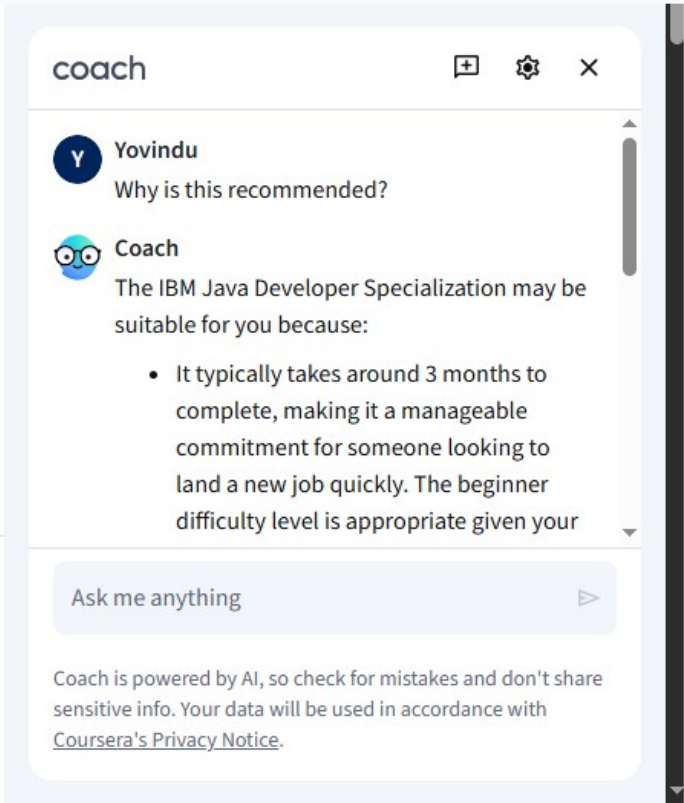 coach
Y
Yovindu
Why is this recommended?
Coach
The IBM Java Developer Specialization may be
suitable for you because:
• It typically takes around 3 months to
complete, making it a manageable
commitment for someone looking to
land a new job quickly. The beginner
difficulty level is appropriate given your
Ask me anything
Coach is powered by AI, so check for mistakes and don't share
sensitive info. Your data will be used in accordance with
Coursera's Privacy Notice.